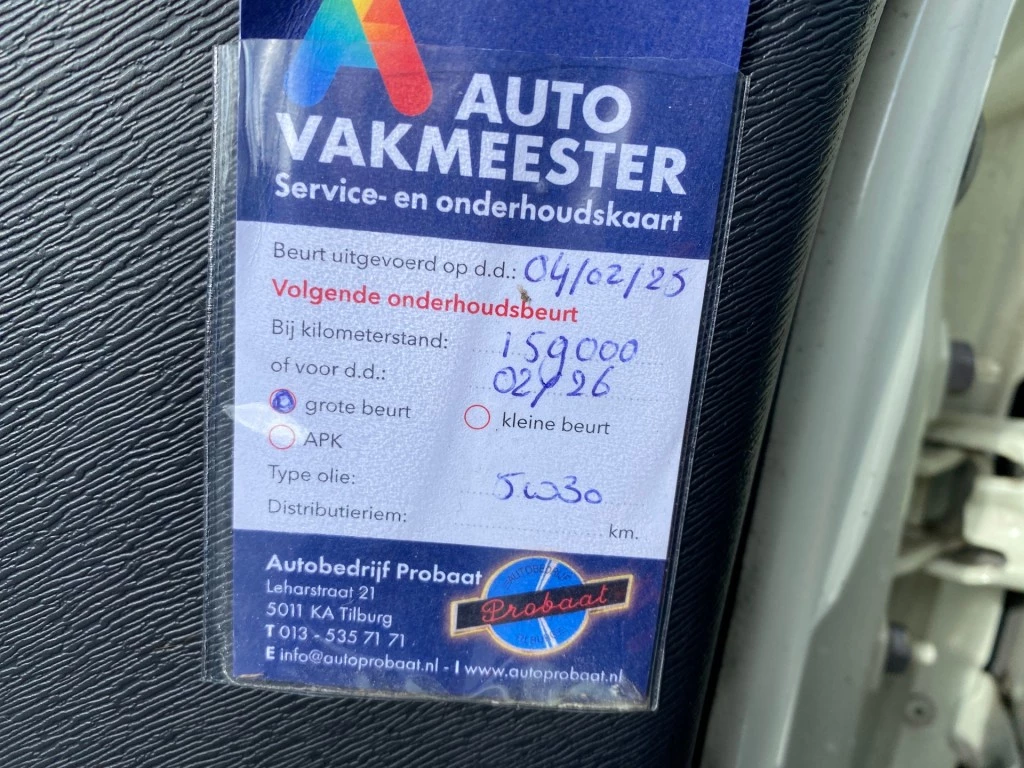 AUTO
VAKMEESTER
Service- en onderhoudskaart
Beurt uitgevoerd op d.d.: 04/02/25
Volgende onderhoudsbeurt
Bij kilometerstand: 159000
of voor d.d.: 02/26
grote beurt kleine beurt
APK
Type olie: 5w30
Distributieriem: km.
Autobedrijf Probaat
Leharstraat 21
5011 KA Tilburg
T 013 - 535 71 71
E info@autoprobaat.nl - I www.autoprobaat.nl
Probaat